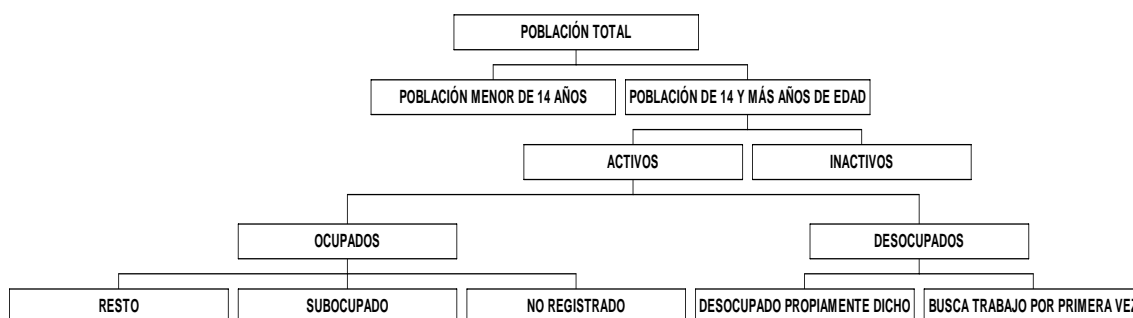 POBLACIÓN TOTAL
POBLACIÓN MENOR DE 14 AÑOS
POBLACIÓN DE 14 Y MÁS AÑOS DE EDAD
ACTIVOS
INACTIVOS
OCUPADOS
DESOCUPADOS
RESTO
SUBOCUPADO
NO REGISTRADO
DESOCUPADO PROPIAMENTE DICHO
BUSCA TRABAJO POR PRIMERA VEZ